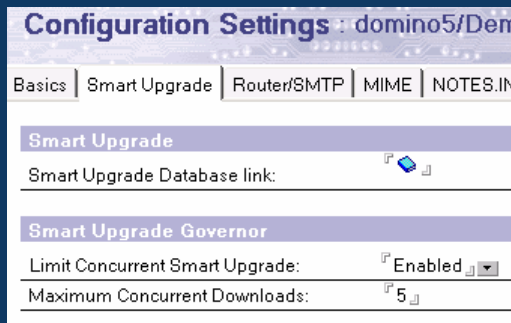 Configuration Settings : domino5/Dem
Basics Smart Upgrade Router/SMTP MIME NOTES.IN
Smart Upgrade
Smart Upgrade Database link:
Smart Upgrade Governor
Limit Concurrent Smart Upgrade: Enabled
Maximum Concurrent Downloads: 5